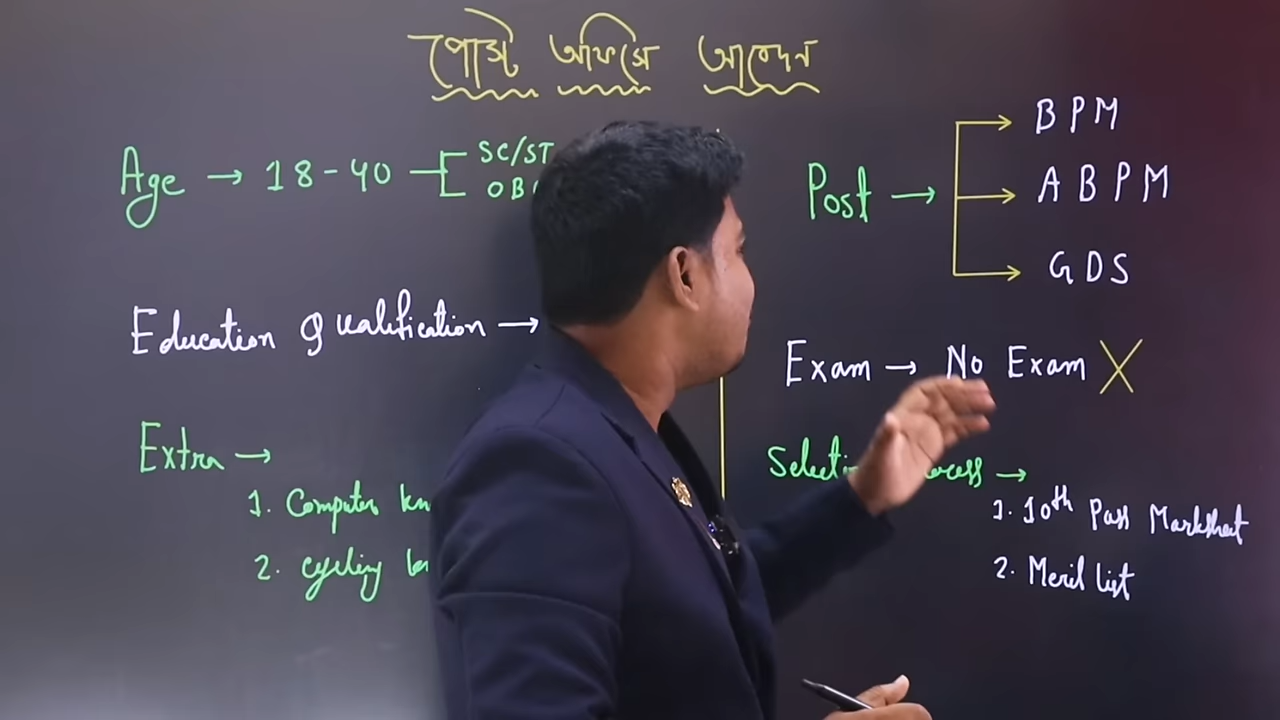 পোস্ট অফিসে আবেদন
Age → 18-40
SC/ST
Education Qualification →
Extra →
1. Computer
2. Cycling
Post →
BPM
ABPM
GDS
Exam → No Exam X
→
1. 10th Pass Marksheet
2. Merit list